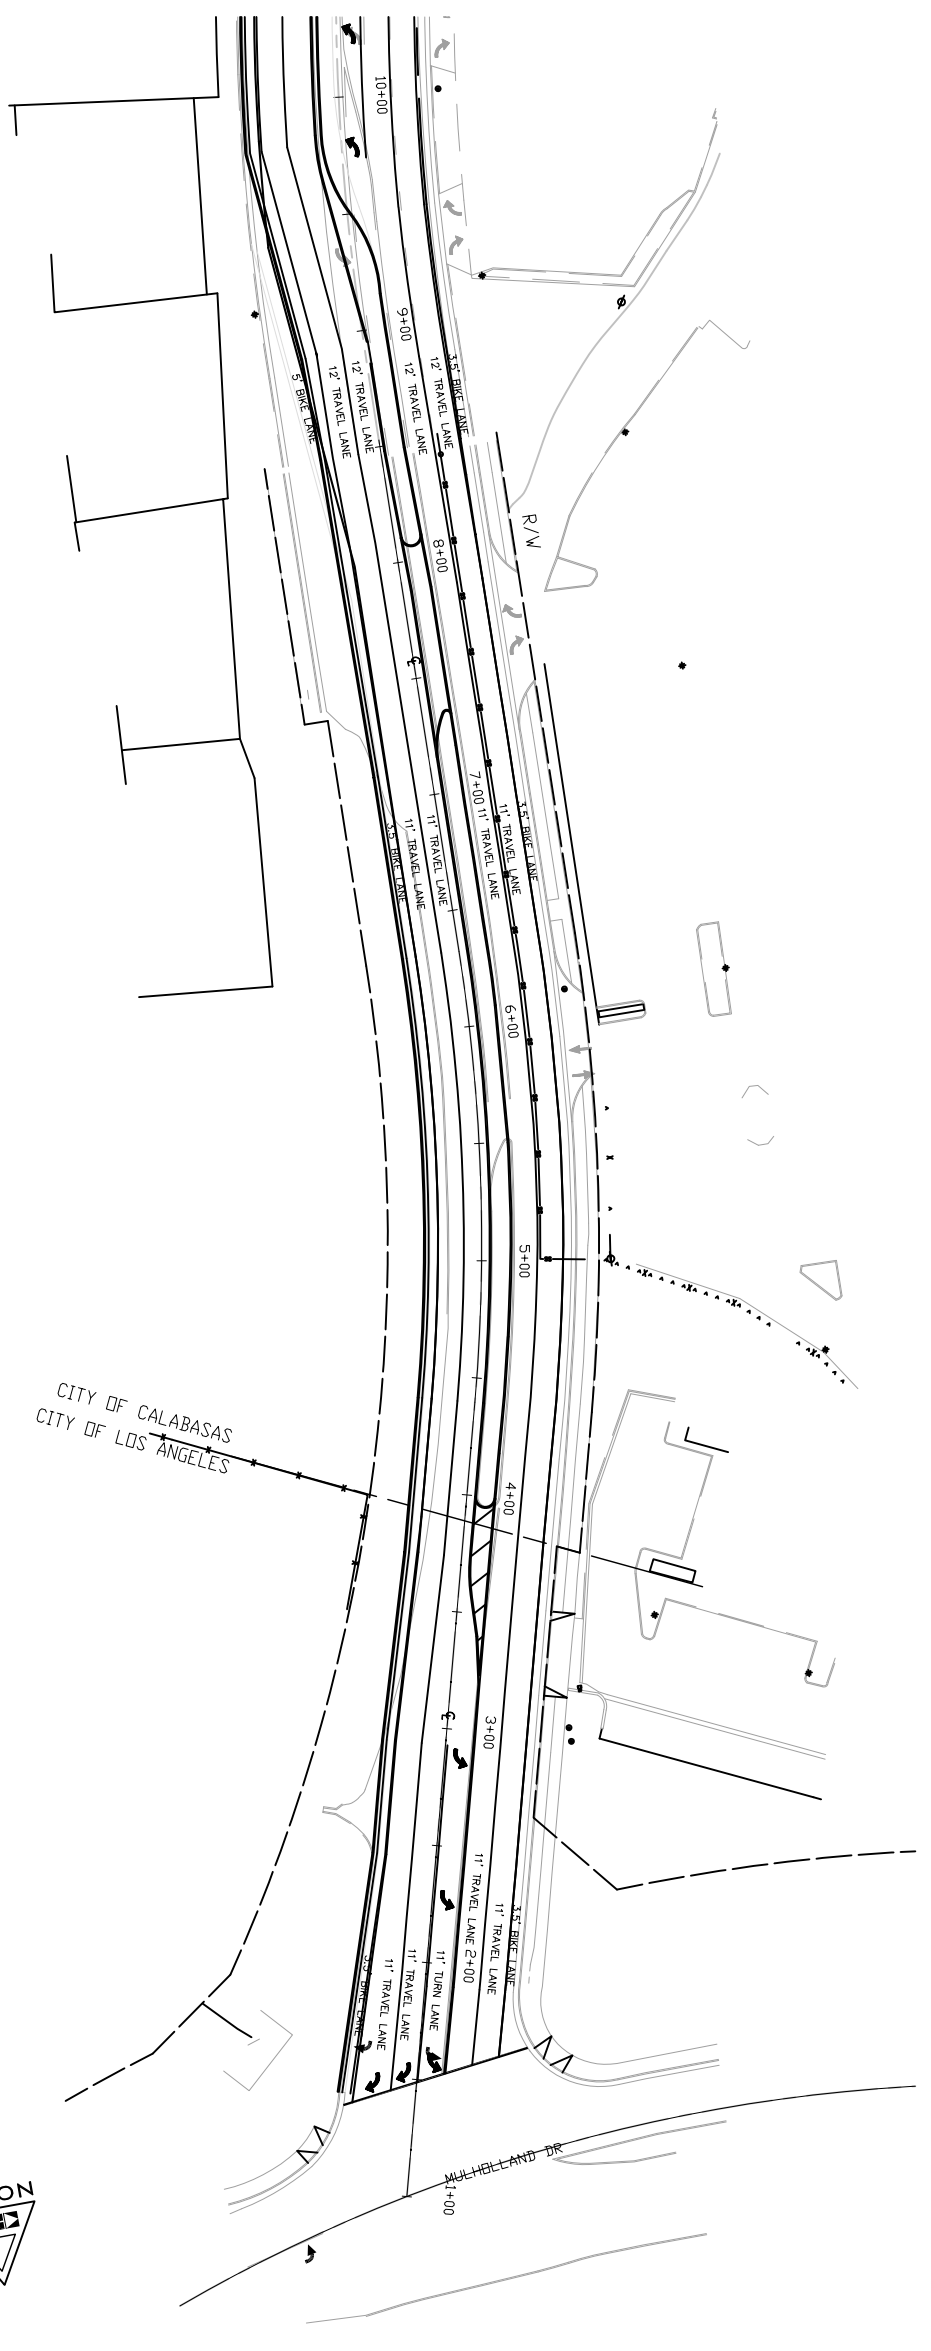 10+00
9+00
3.5' BIKE LANE
12' TRAVEL LANE
12' TRAVEL LANE
12' TRAVEL LANE
12' TRAVEL LANE
5' BIKE LANE
R/W
8+00
℄
7+00
3.5' BIKE LANE
11' TRAVEL LANE
11' TRAVEL LANE
11' TRAVEL LANE
11' TRAVEL LANE
3.5' BIKE LANE
6+00
5+00
CITY OF CALABASAS
CITY OF LOS ANGELES
4+00
℄
3+00
3.5' BIKE LANE
11' TRAVEL LANE
11' TRAVEL LANE
2+00
11' TURN LANE
11' TRAVEL LANE
11' TRAVEL LANE
3.5' BIKE LANE
MULHOLLAND DR
1+00